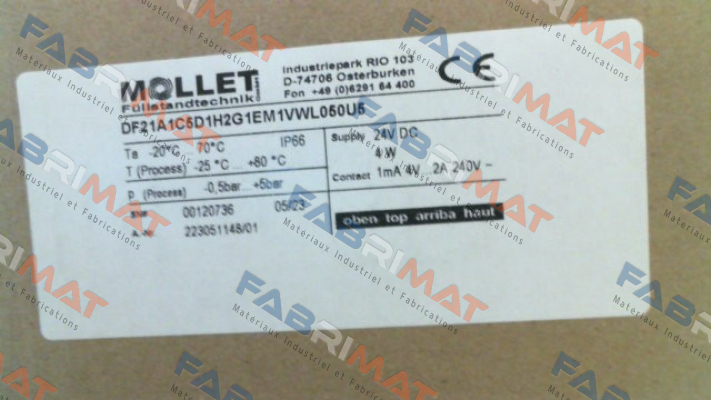 MOLLET
Füllstandtechnik GmbH
Industriepark RIO 103
D-74706 Osterburken
Fon +49 (0)6291 64 400
CE
DF21A1C5D1H2G1EM1VWL050U5
Ta -20°C ... 70°C IP66
T (Process) -25 °C ... +80 °C
p (Process) -0,5bar ... +5bar
00120736 05/23
223051148/01
Supply 24V DC
4 W
Contact 1mA 4V ... 2A 240V ~
oben top arriba haut
FABRIMAT
Materiaux Industriel et Fabrications